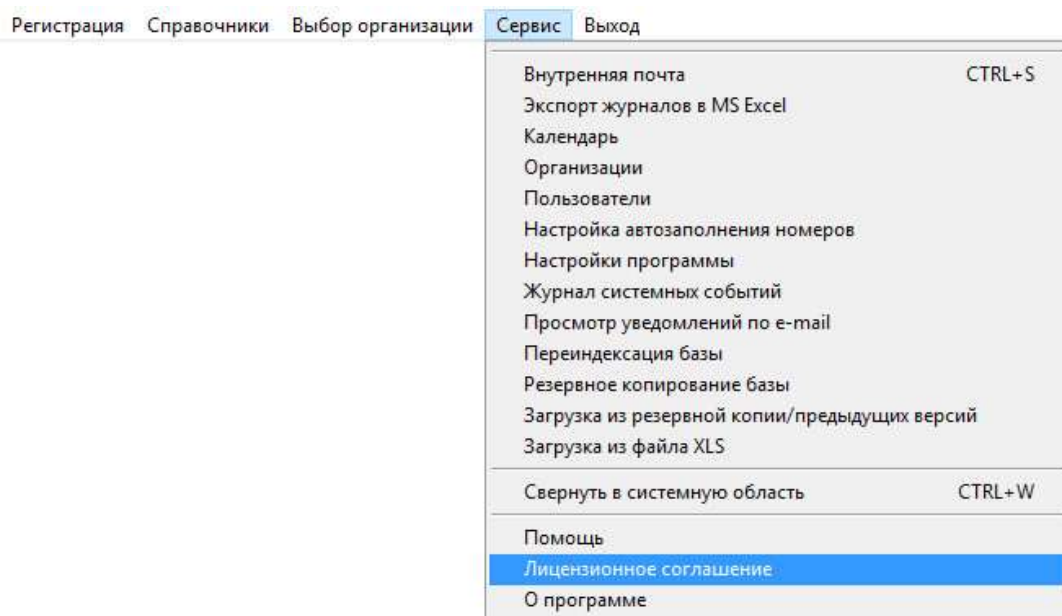 Регистрация Справочники Выбор организации Сервис Выход
Внутренняя почта CTRL+S
Экспорт журналов в MS Excel
Календарь
Организации
Пользователи
Настройка автозаполнения номеров
Настройки программы
Журнал системных событий
Просмотр уведомлений по e-mail
Переиндексация базы
Резервное копирование базы
Загрузка из резервной копии/предыдущих версий
Загрузка из файла XLS
Свернуть в системную область CTRL+W
Помощь
Лицензионное соглашение
О программе